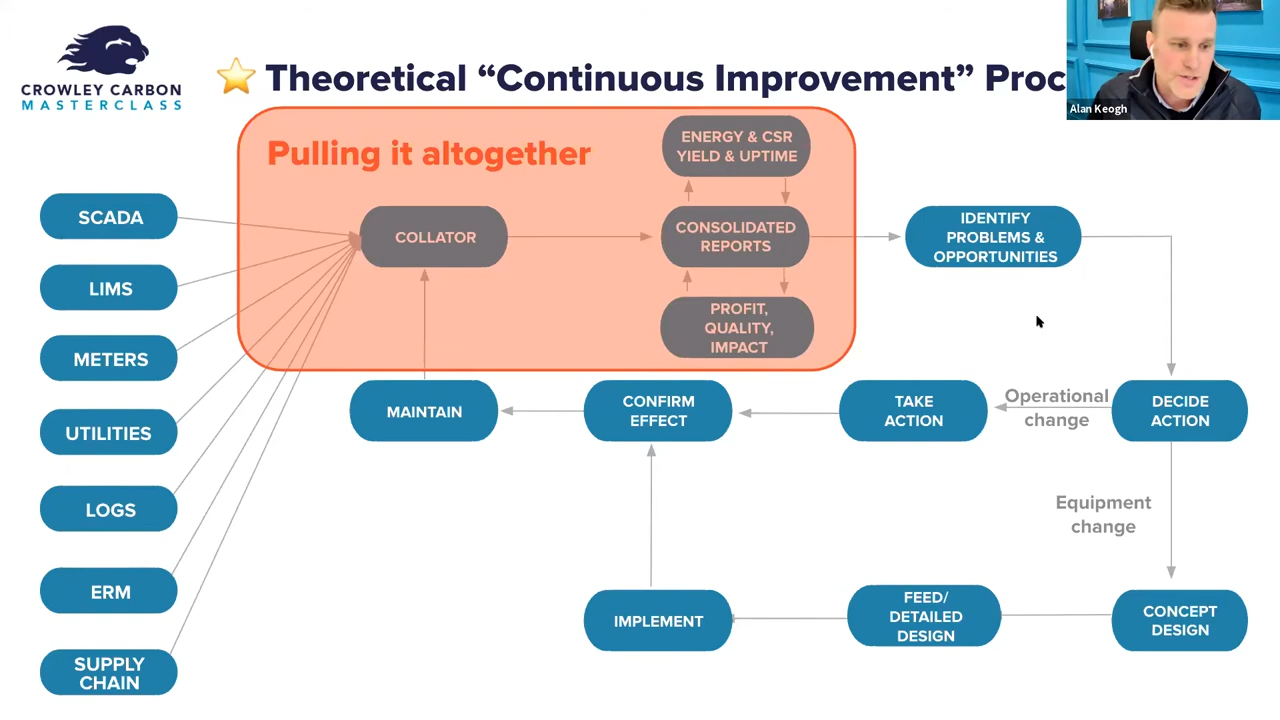 CROWLEY CARBON
MASTERCLASS
Theoretical “Continuous Improvement” Proc
Alan Keogh
Pulling it altogether
ENERGY & CSR
YIELD & UPTIME
SCADA
COLLATOR
CONSOLIDATED
REPORTS
IDENTIFY
PROBLEMS &
OPPORTUNITIES
LIMS
PROFIT,
QUALITY,
IMPACT
METERS
MAINTAIN
CONFIRM
EFFECT
TAKE
ACTION
Operational
change
DECIDE
ACTION
UTILITIES
LOGS
Equipment
change
ERM
IMPLEMENT
FEED/
DETAILED
DESIGN
CONCEPT
DESIGN
SUPPLY
CHAIN